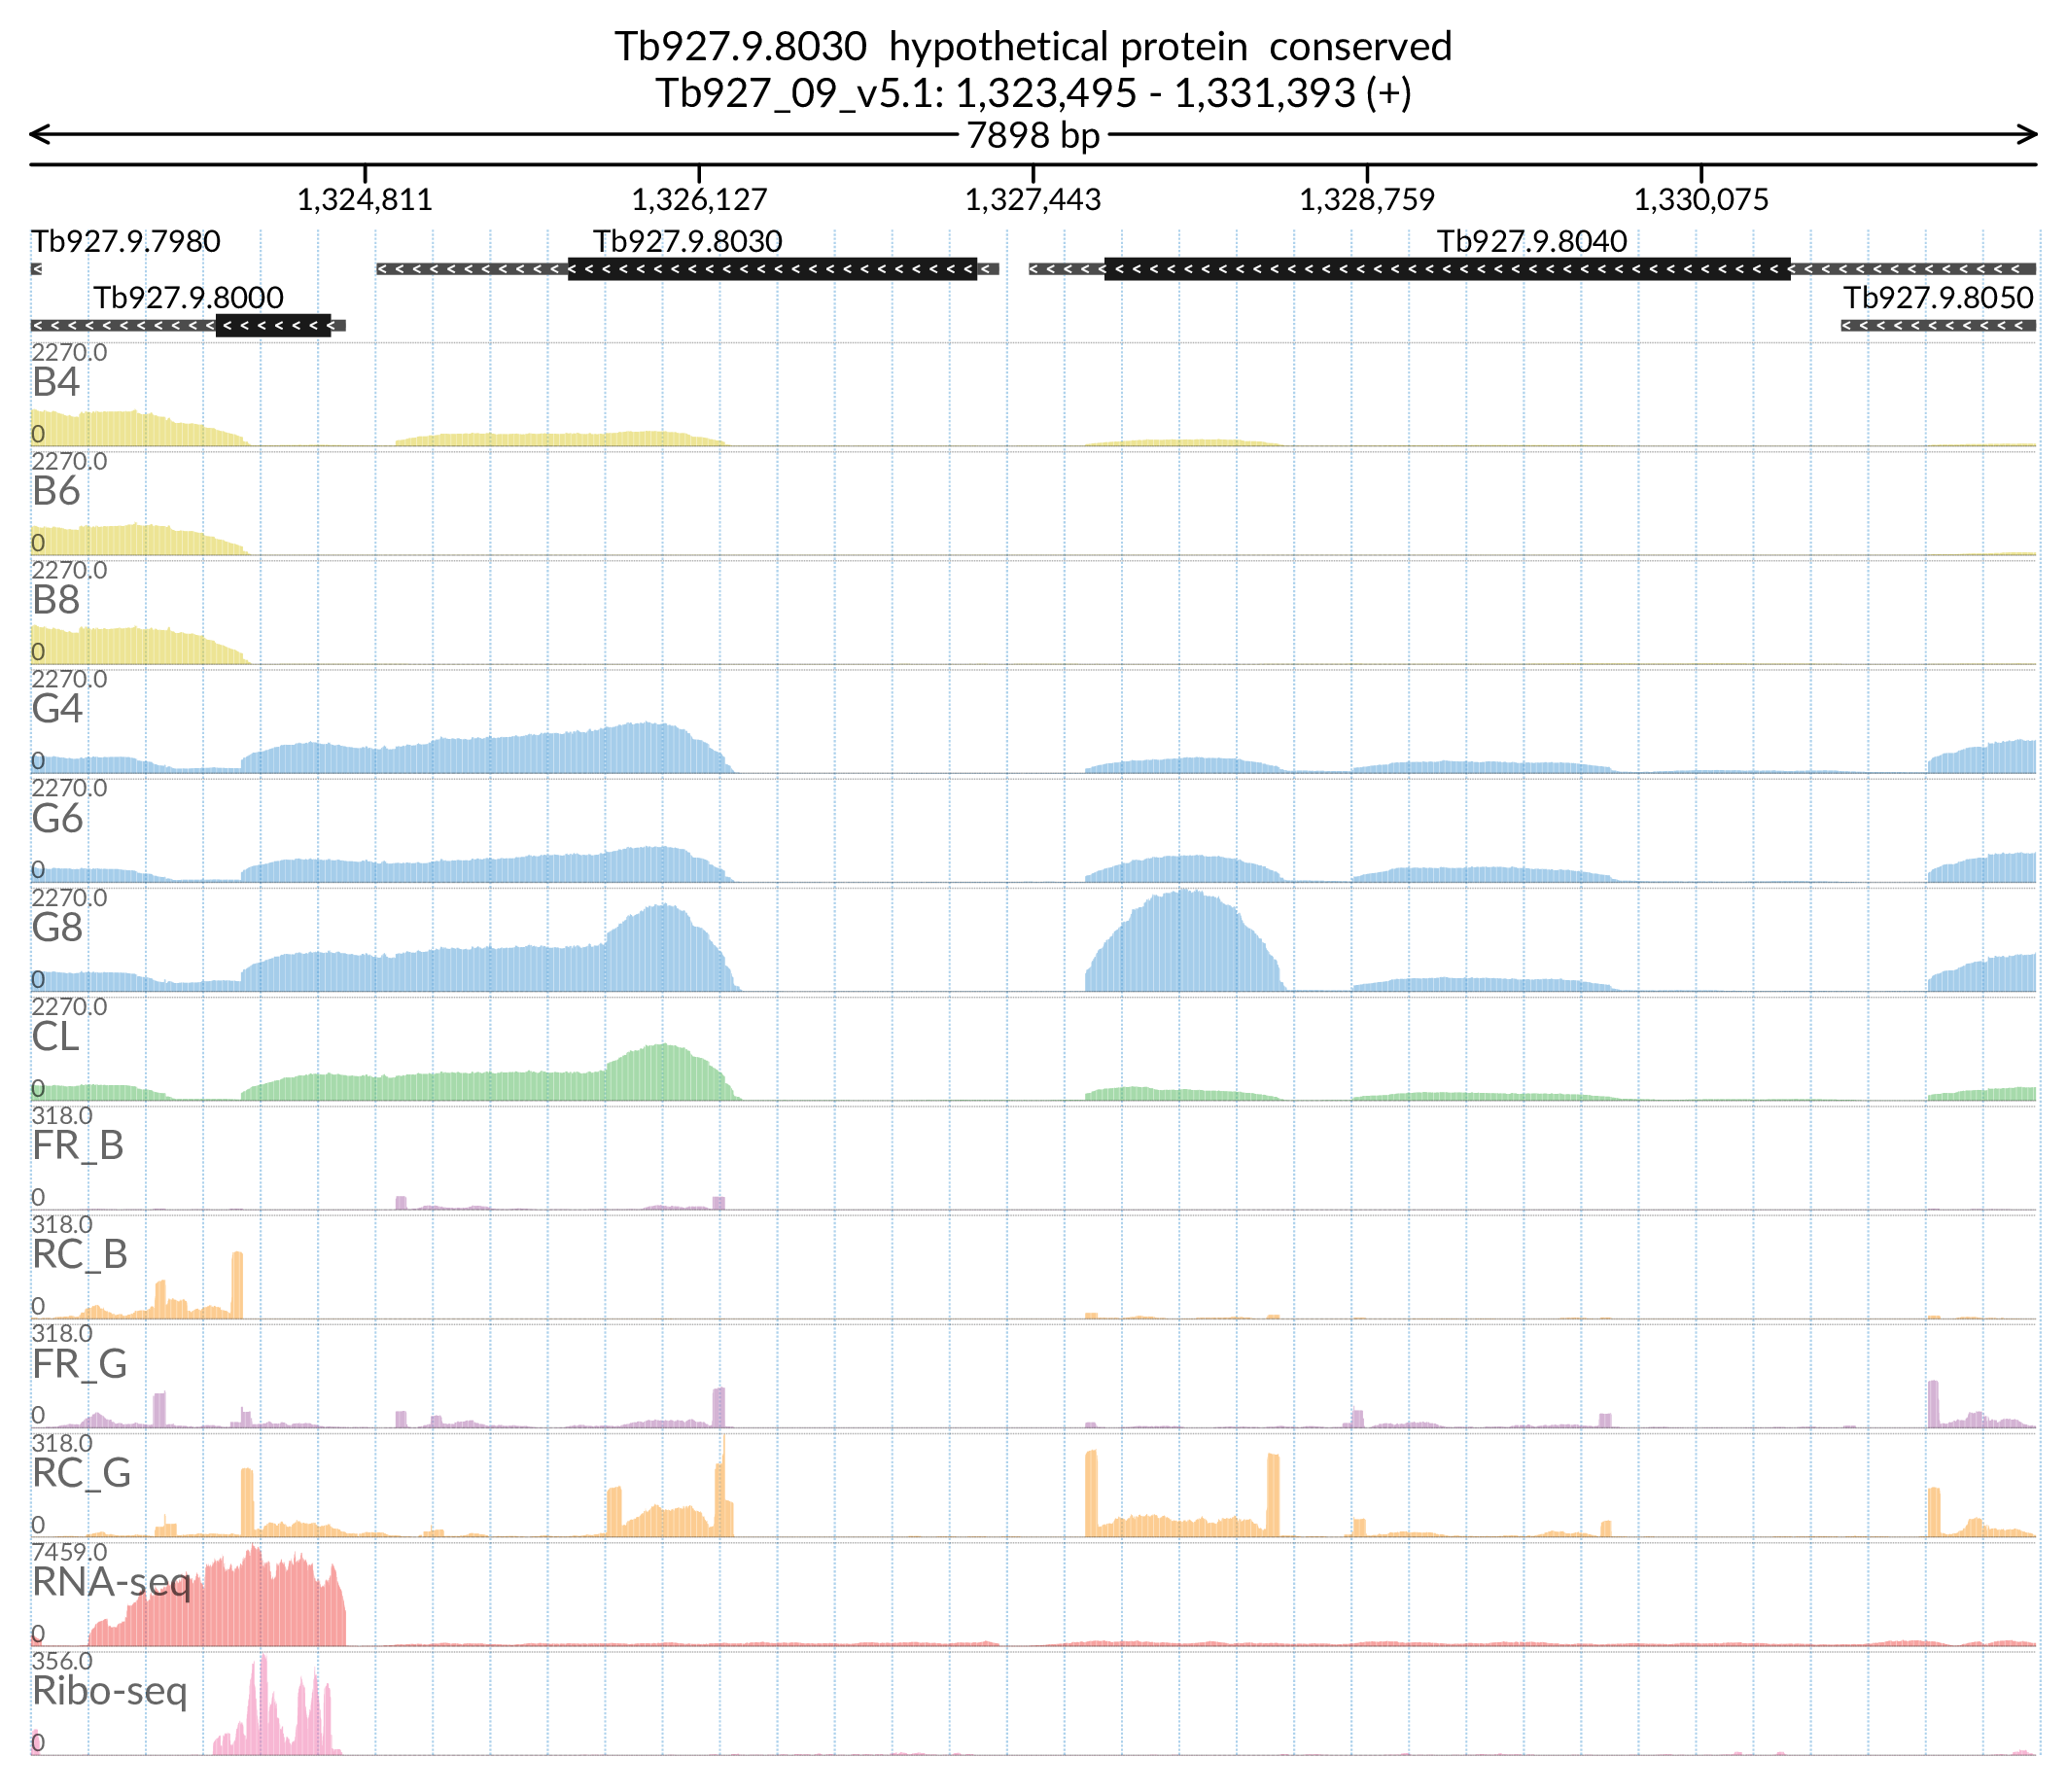 Tb927.9.8030  hypothetical protein  conserved
Tb927_09_v5.1: 1,323,495 - 1,331,393 (+)
7898 bp
1,324,811 1,326,127 1,327,443 1,328,759 1,330,075
Tb927.9.7980 Tb927.9.8030 Tb927.9.8040
Tb927.9.8000 Tb927.9.8050
2270.0
B4
0
2270.0
B6
0
2270.0
B8
0
2270.0
G4
0
2270.0
G6
0
2270.0
G8
0
2270.0
CL
0
318.0
FR_B
0
318.0
RC_B
0
318.0
FR_G
0
318.0
RC_G
0
7459.0
RNA-seq
0
356.0
Ribo-seq
0